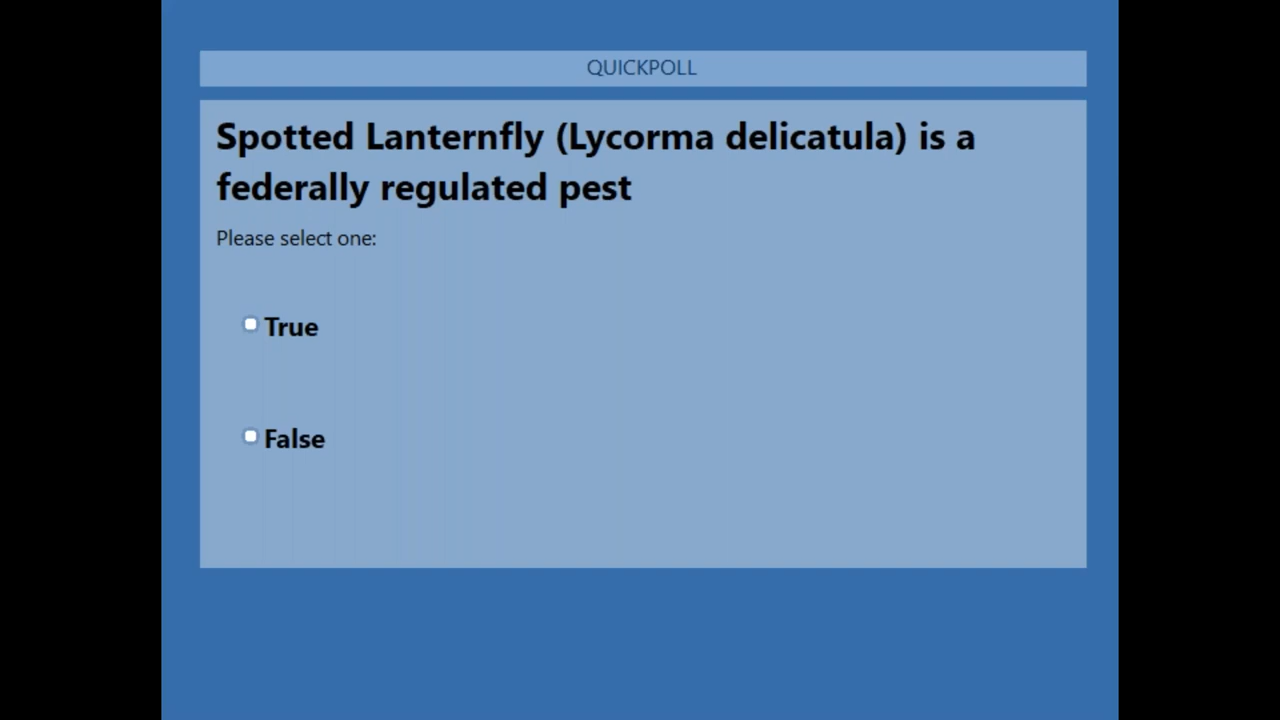 QUICKPOLL
Spotted Lanternfly (Lycorma delicatula) is a
federally regulated pest
Please select one:
True
False